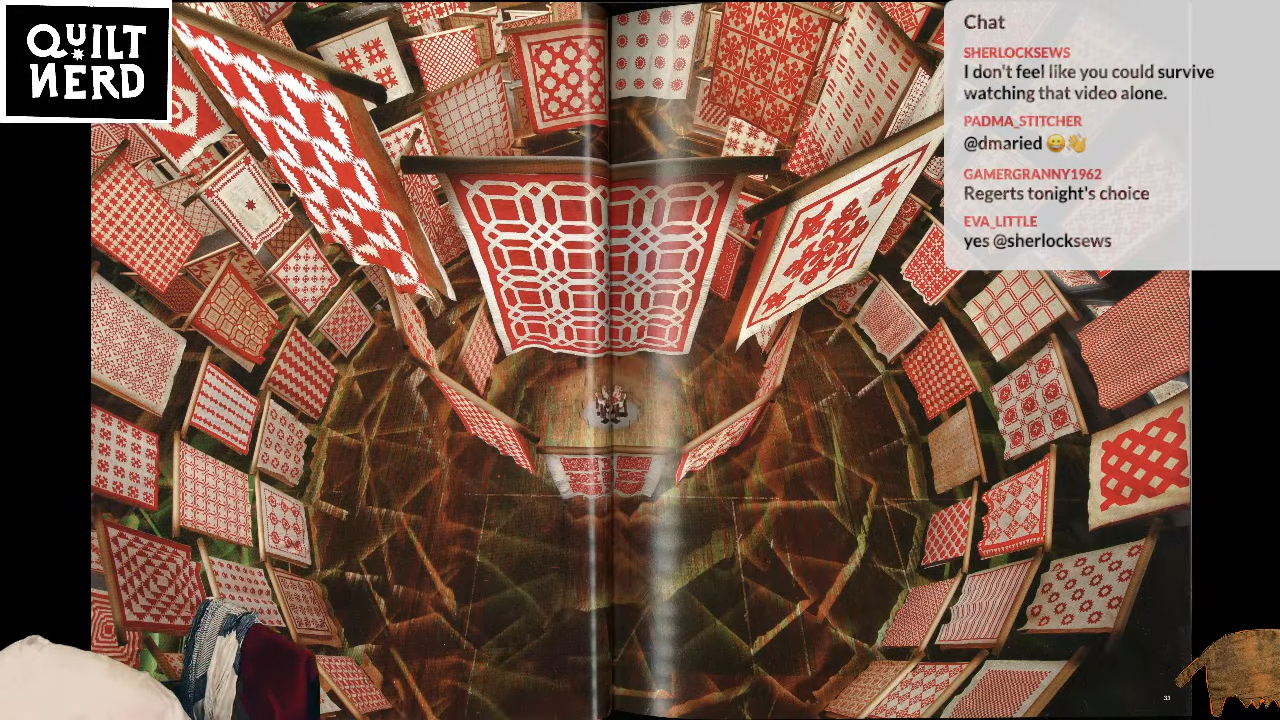 QUILT
NERD
Chat
SHERLOCKSEWS
I don't feel like you could survive
watching that video alone.
PADMA_STITCHER
@dmaried 😀👏
GAMERGRANNY1962
Regerts tonight's choice
EVA_LITTLE
yes @sherlocksews
33